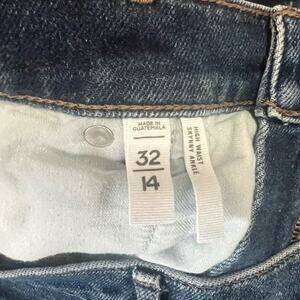 MADE IN
GUATEMALA
32
14
HIGH WAIST
SKINNY ANKLE